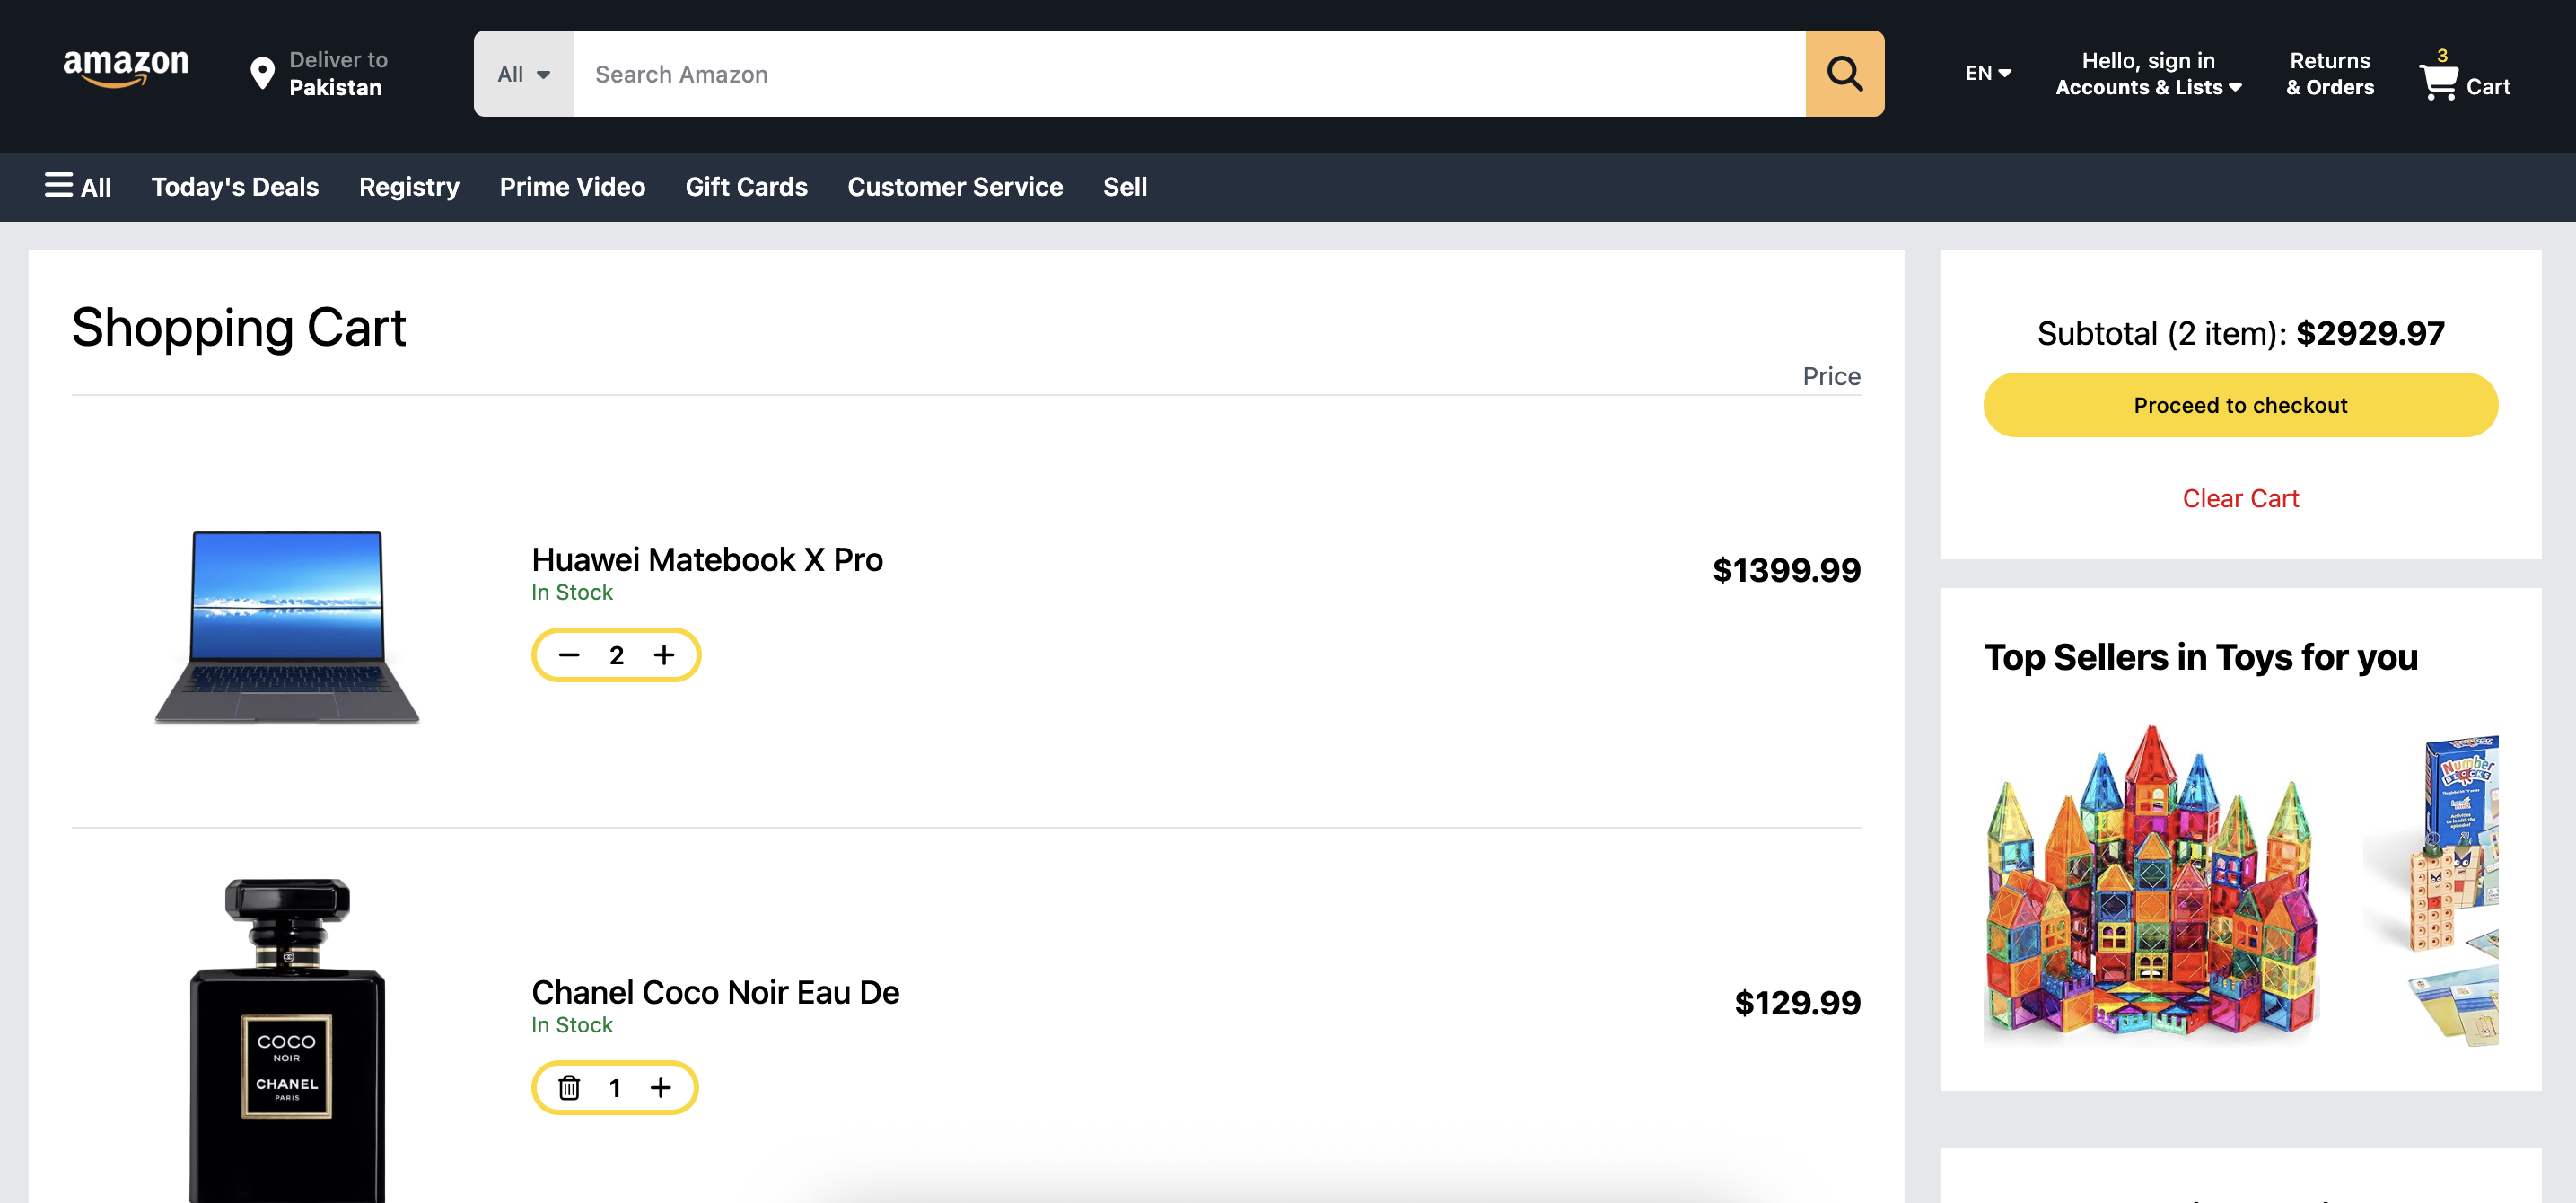 amazon
Deliver to
Pakistan
All
Search Amazon
EN
Hello, sign in
Accounts & Lists
Returns
& Orders
3
Cart
All
Today's Deals
Registry
Prime Video
Gift Cards
Customer Service
Sell
Shopping Cart
Price
Huawei Matebook X Pro
In Stock
2
$1399.99
COCO
NOIR
CHANEL
PARIS
Chanel Coco Noir Eau De
In Stock
1
$129.99
Subtotal (2 item): $2929.97
Proceed to checkout
Clear Cart
Top Sellers in Toys for you
Number
BLOCKS